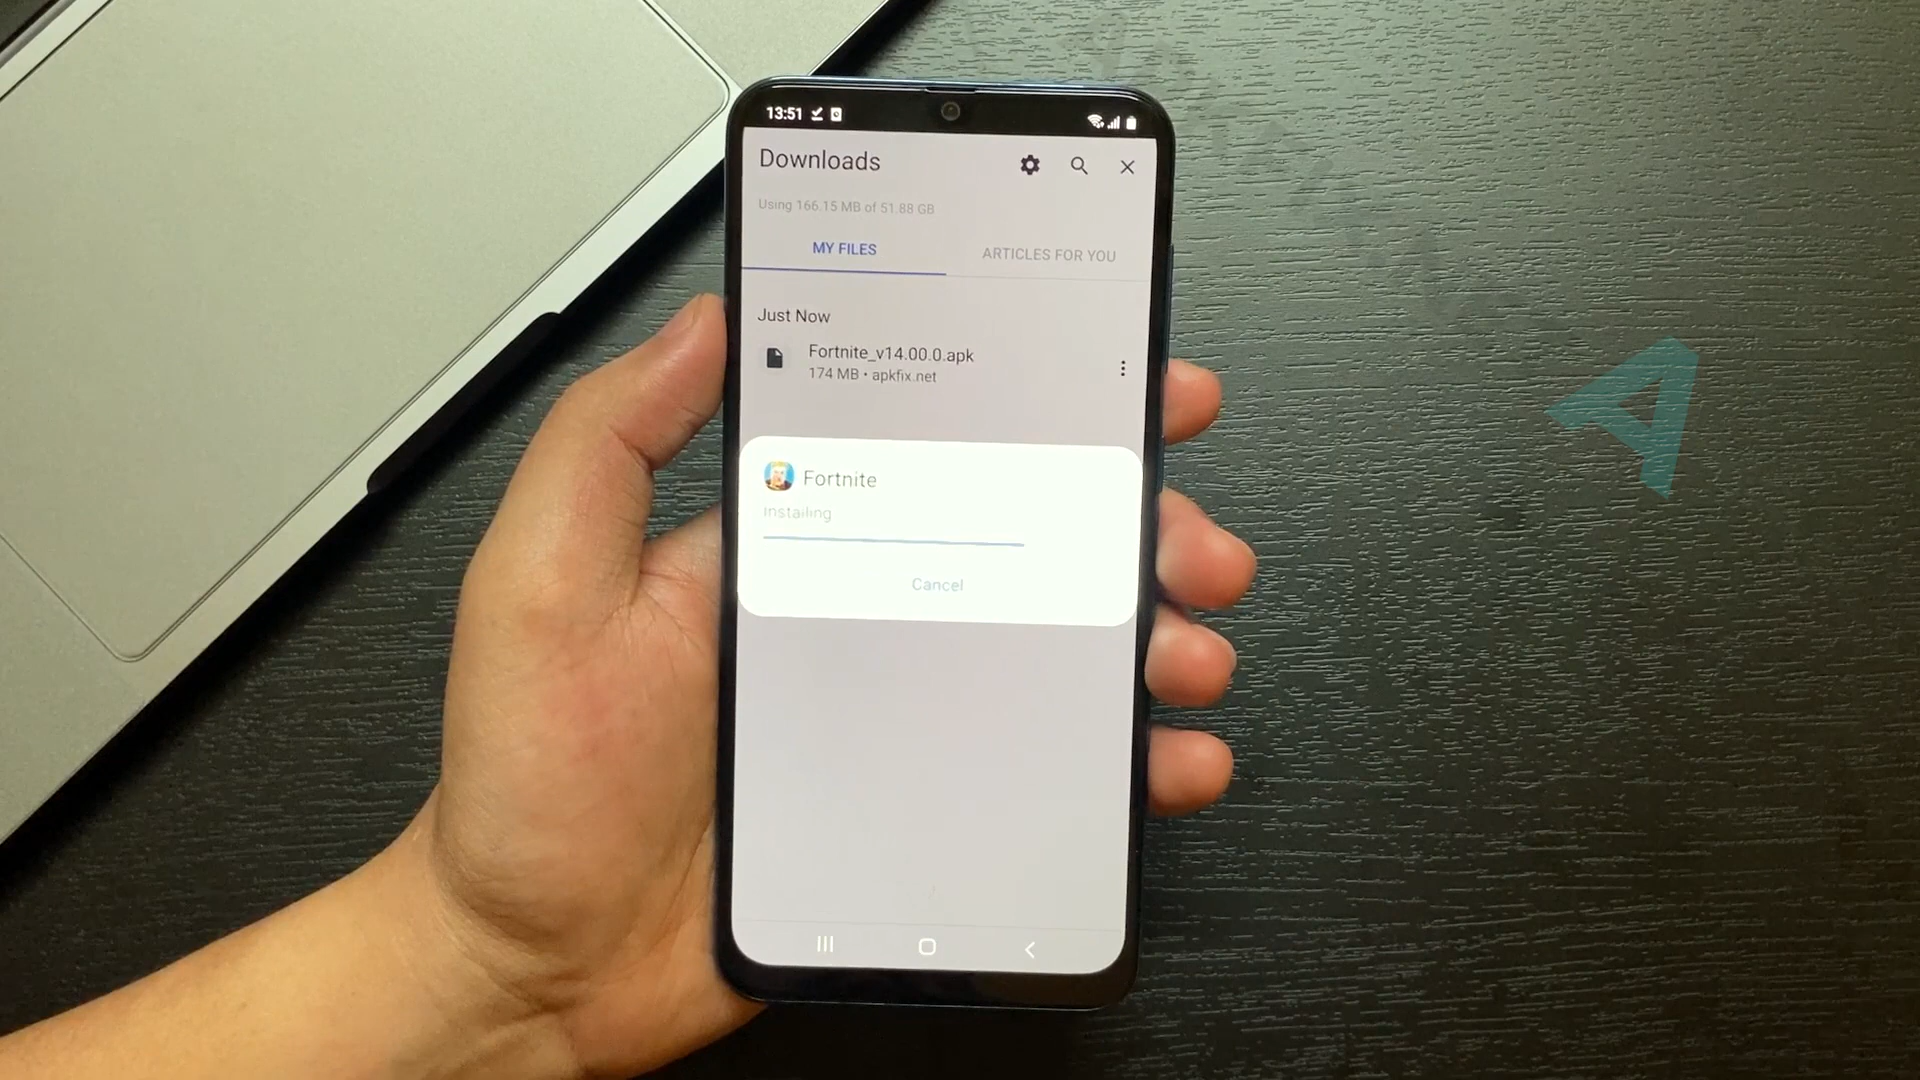 13:51
Downloads
Using 166.15 MB of 51.88 GB
MY FILES
ARTICLES FOR YOU
Just Now
Fortnite_v14.00.0.apk
174 MB • apkfix.net
Fortnite
Installing
Cancel
A